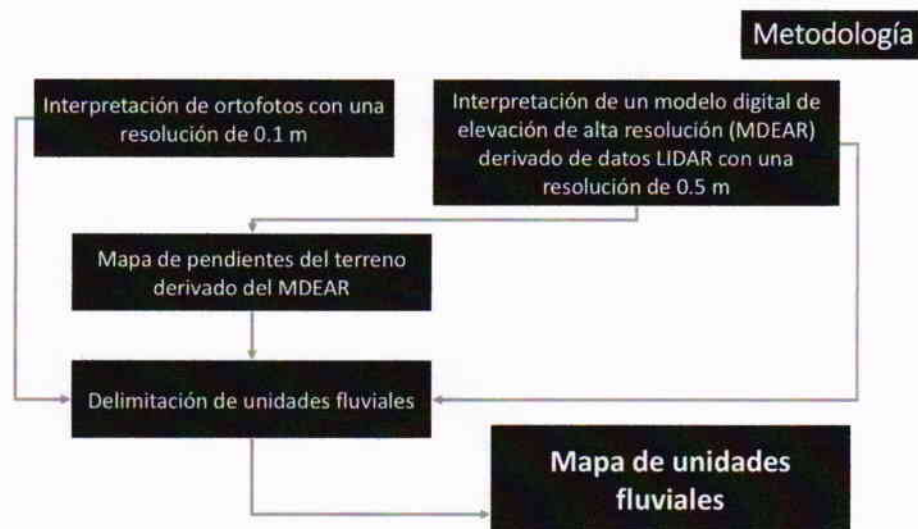 Metodología
Interpretación de ortofotos con una
resolución de 0.1 m
Interpretación de un modelo digital de
elevación de alta resolución (MDEAR)
derivado de datos LIDAR con una
resolución de 0.5 m
Mapa de pendientes del terreno
derivado del MDEAR
Delimitación de unidades fluviales
Mapa de unidades
fluviales